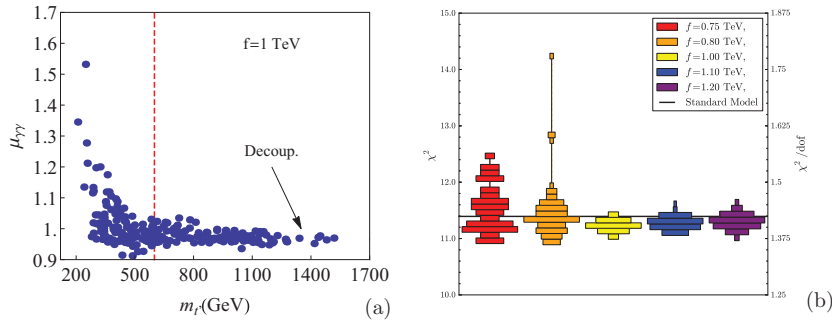 1.7
1.6
1.5
1.4
1.3
1.2
1.1
1.0
0.9
μγγ
f=1 TeV
Decoup.
200 500 800 1100 1400 1700
m_t'(GeV)
(a)
15.0
14.0
13.0
12.0
11.0
10.0
χ²
f=0.75 TeV,
f=0.80 TeV,
f=1.00 TeV,
f=1.10 TeV,
f=1.20 TeV,
Standard Model
1.875
1.75
1.625
1.5
1.375
1.25
χ²/dof
(b)